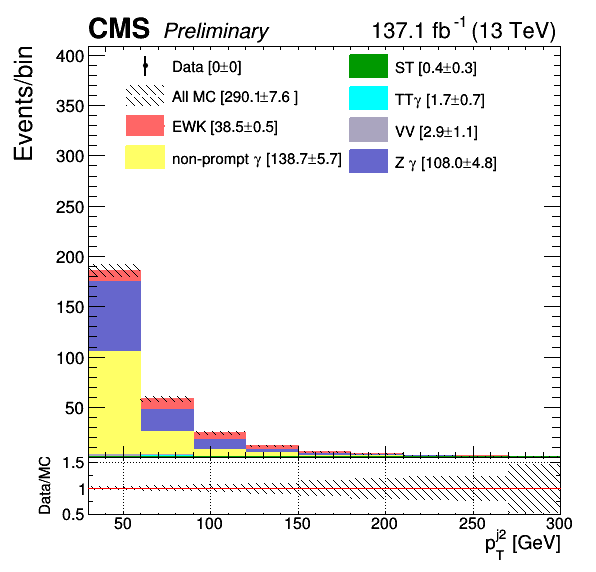 CMS Preliminary 137.1 fb⁻¹ (13 TeV)
Events/bin
400
350
300
250
200
150
100
50
Data [0±0]
All MC [290.1±7.6 ]
EWK [38.5±0.5]
non-prompt γ [138.7±5.7]
ST [0.4±0.3]
TTγ [1.7±0.7]
VV [2.9±1.1]
Z γ [108.0±4.8]
Data/MC
1.5
1
0.5
50 100 150 200 250 300
p_T^{j2} [GeV]